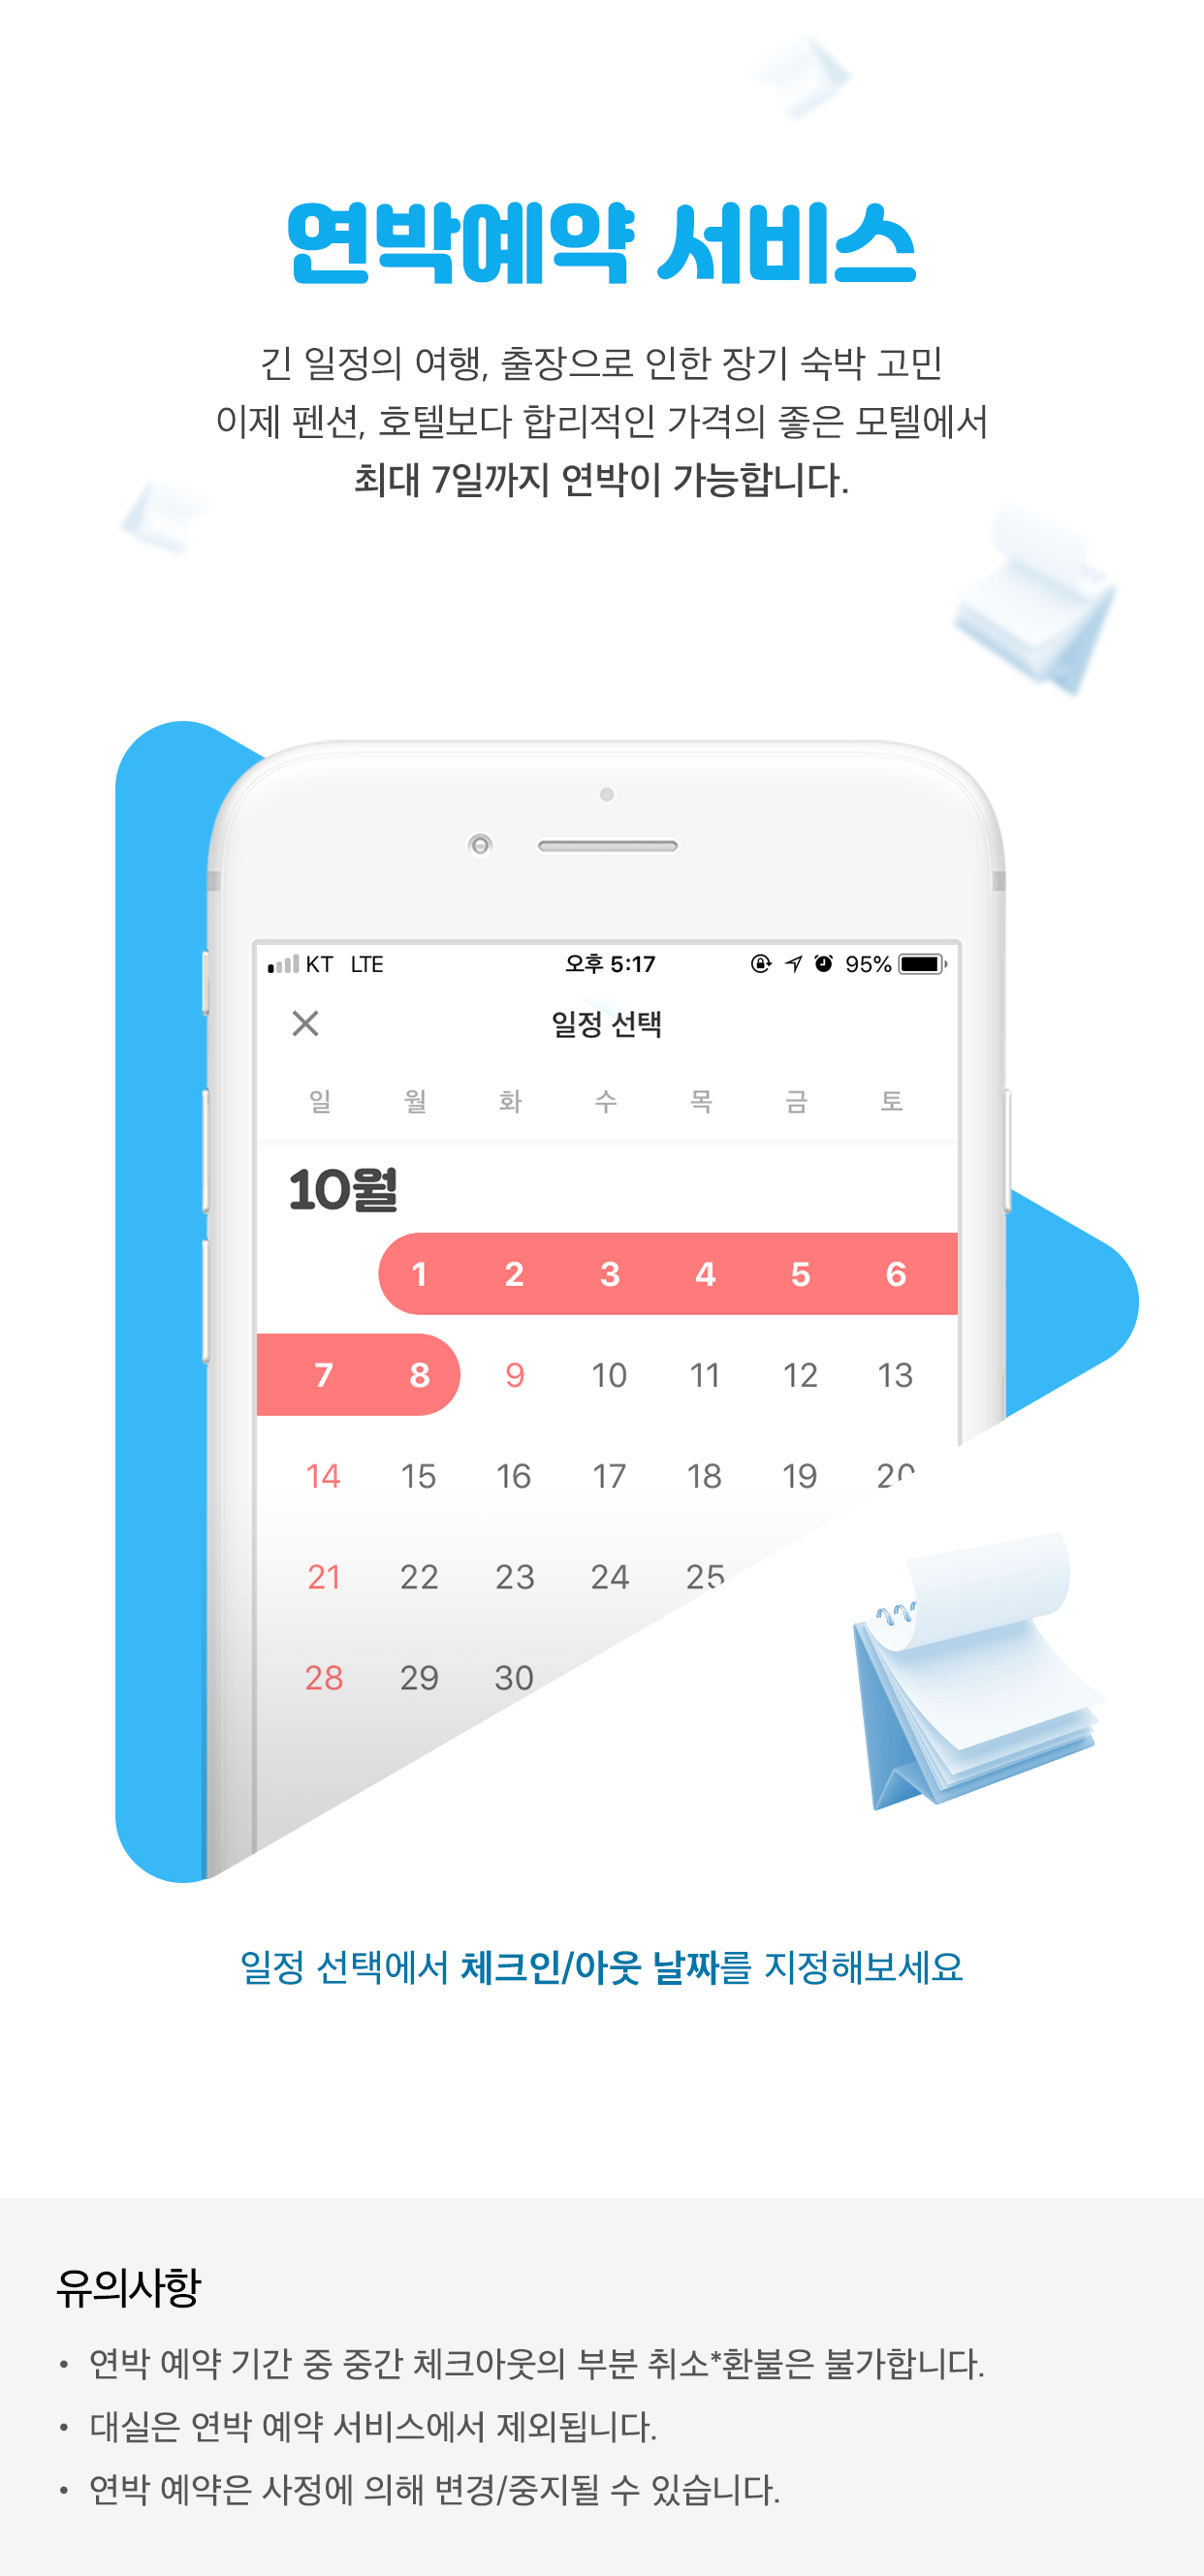 연박예약 서비스
긴 일정의 여행, 출장으로 인한 장기 숙박 고민
이제 펜션, 호텔보다 합리적인 가격의 좋은 모텔에서
최대 7일까지 연박이 가능합니다.
KT LTE 오후 5:17 95%
일정 선택
일 월 화 수 목 금 토
10월
1 2 3 4 5 6
7 8 9 10 11 12 13
14 15 16 17 18 19 20
21 22 23 24 25
28 29 30
일정 선택에서 체크인/아웃 날짜를 지정해보세요
유의사항
• 연박 예약 기간 중 중간 체크아웃의 부분 취소*환불은 불가합니다.
• 대실은 연박 예약 서비스에서 제외됩니다.
• 연박 예약은 사정에 의해 변경/중지될 수 있습니다.